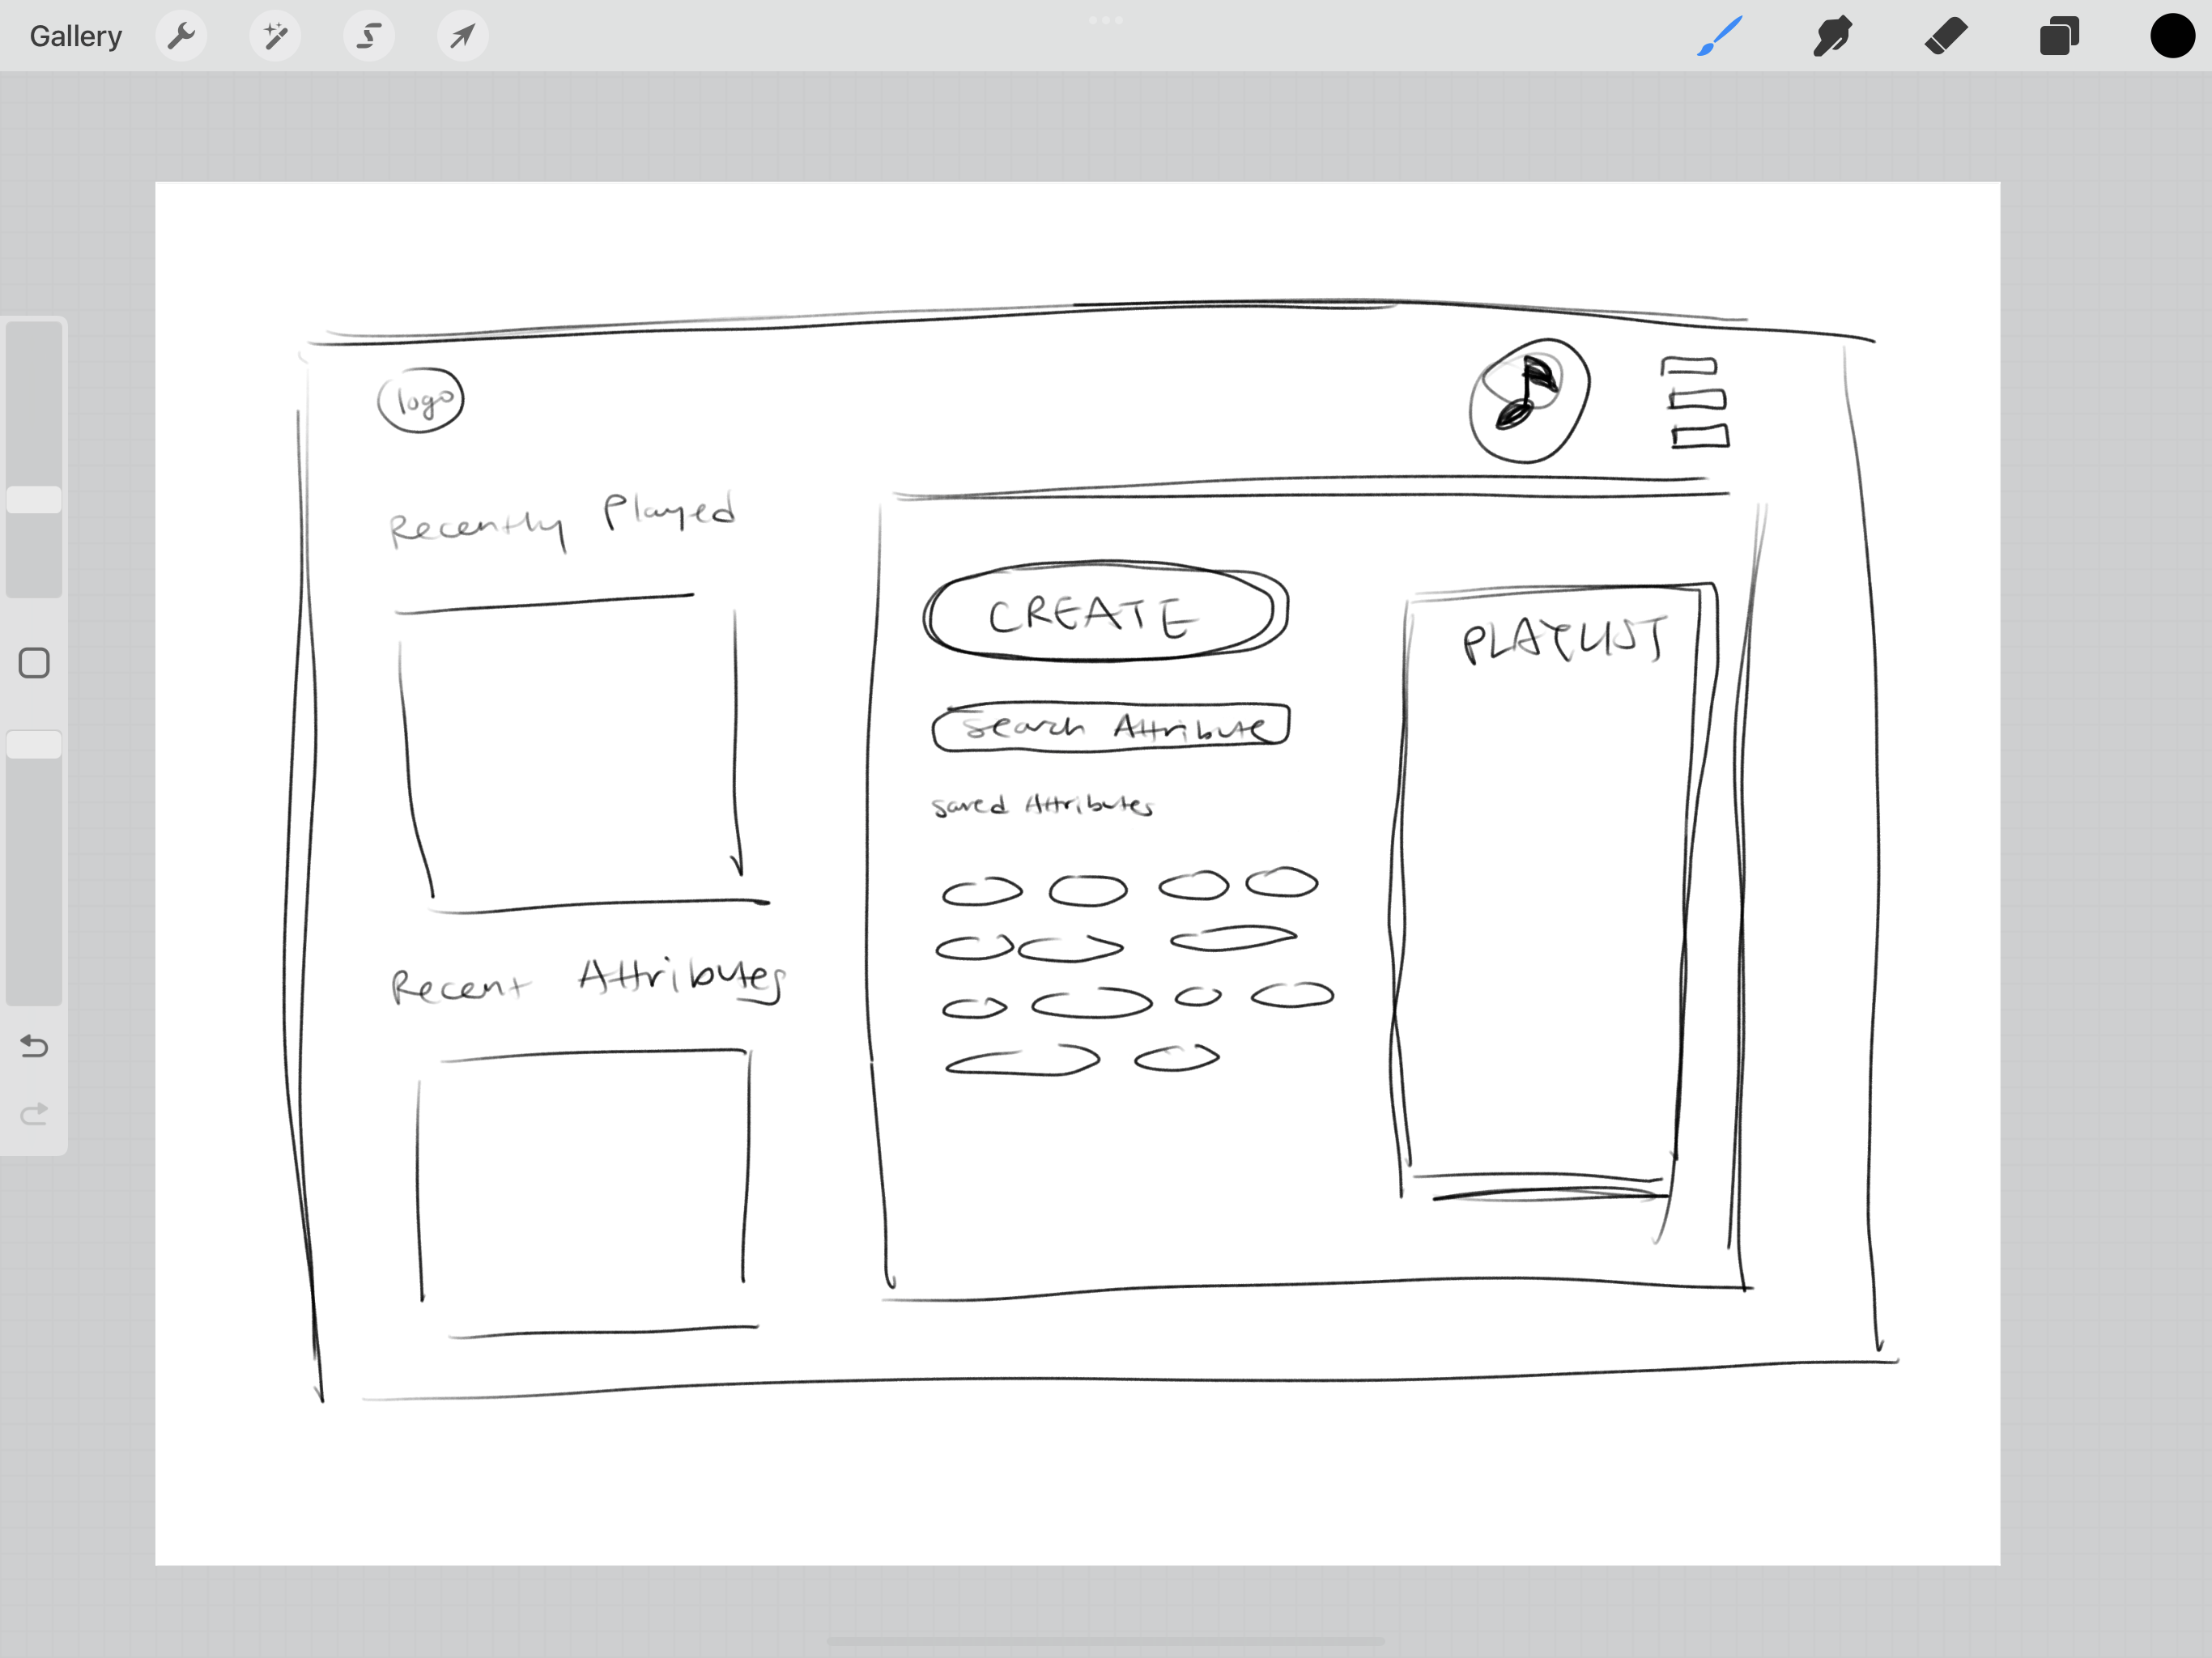 Gallery
logo
Recently Played
CREATE
PLAYLIST
Search Attribute
saved Attributes
Recent Attributes